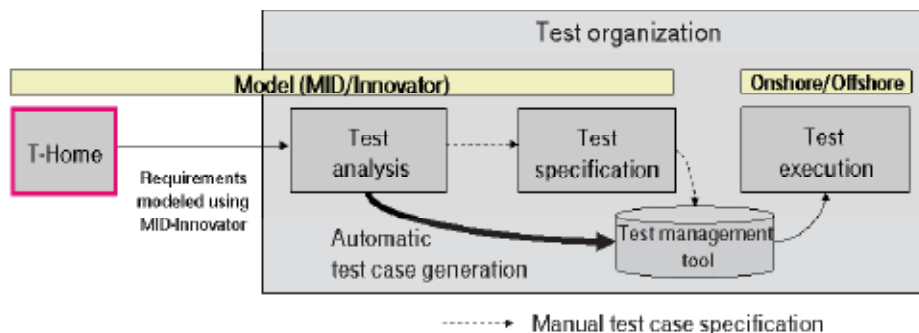 Test organization
Model (MID/Innovator)
Onshore/Offshore
T-Home
Requirements
modeled using
MID-Innovator
Test
analysis
Test
specification
Test
execution
Automatic
test case generation
Test management
tool
Manual test case specification